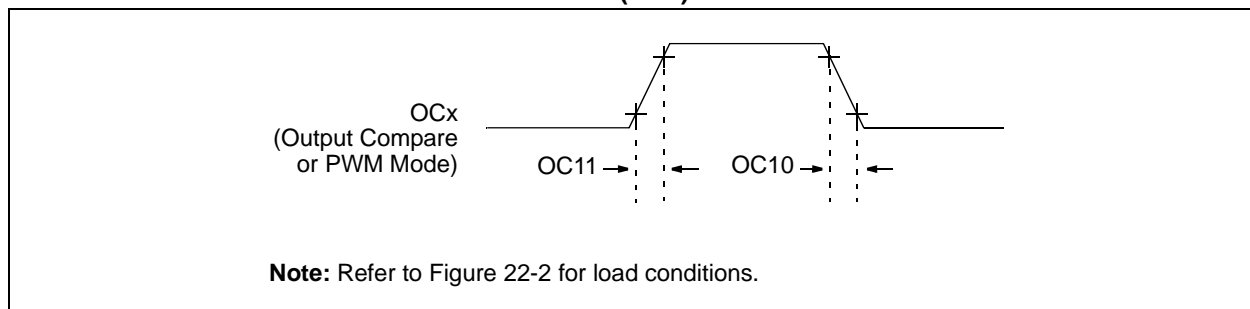 OCx
(Output Compare
or PWM Mode)
OC11
OC10
Note: Refer to Figure 22-2 for load conditions.